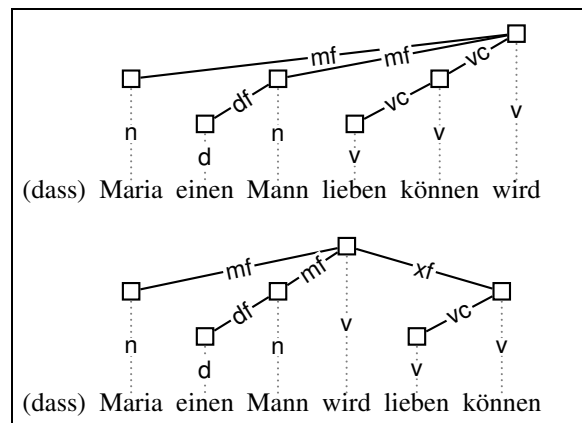 mf mf vc
df vc
n d n v v v
(dass) Maria einen Mann lieben können wird
mf mf xf
df vc
n d n v v v
(dass) Maria einen Mann wird lieben können